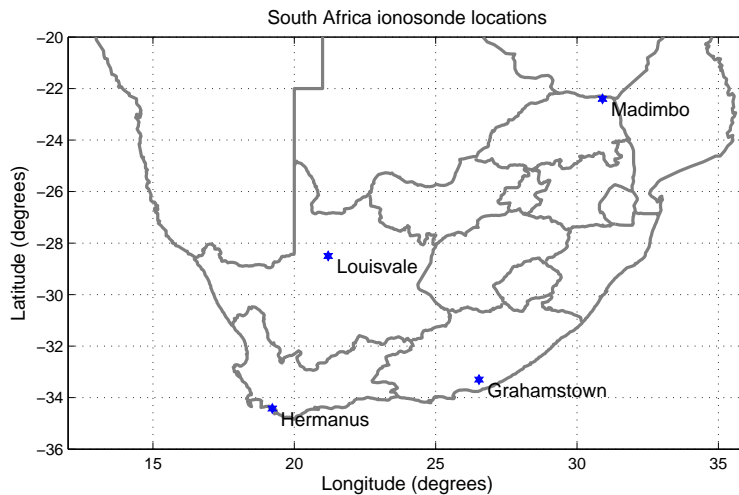 South Africa ionosonde locations
−20
−22
−24
−26
−28
−30
−32
−34
−36
Latitude (degrees)
Madimbo
Louisvale
Grahamstown
Hermanus
15
20
25
30
35
Longitude (degrees)